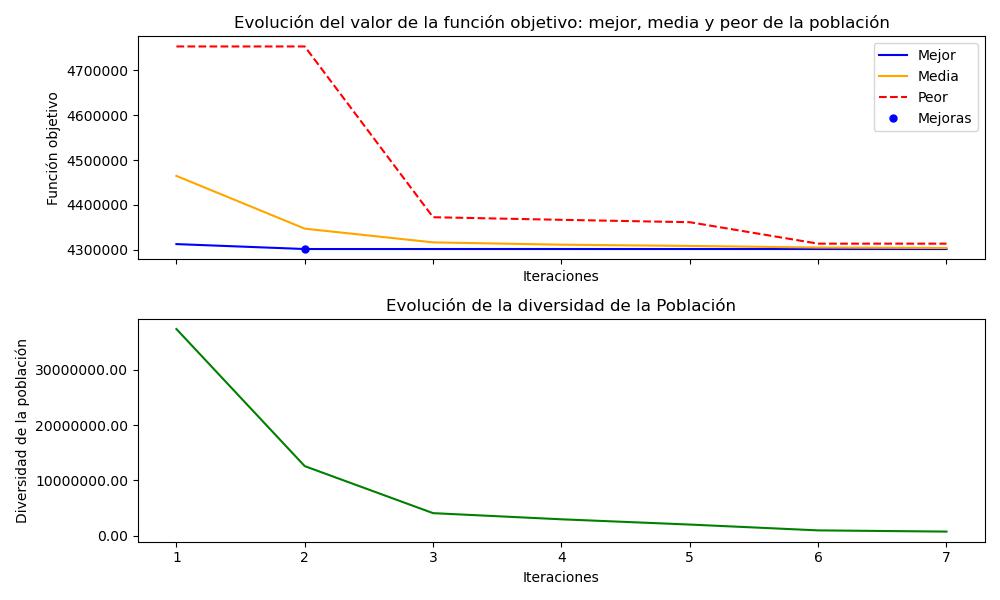 Evolución del valor de la función objetivo: mejor, media y peor de la población
Función objetivo
4700000
4600000
4500000
4400000
4300000
Mejor
Media
Peor
Mejoras
Iteraciones
Evolución de la diversidad de la Población
Diversidad de la población
30000000.00
20000000.00
10000000.00
0.00
1 2 3 4 5 6 7
Iteraciones